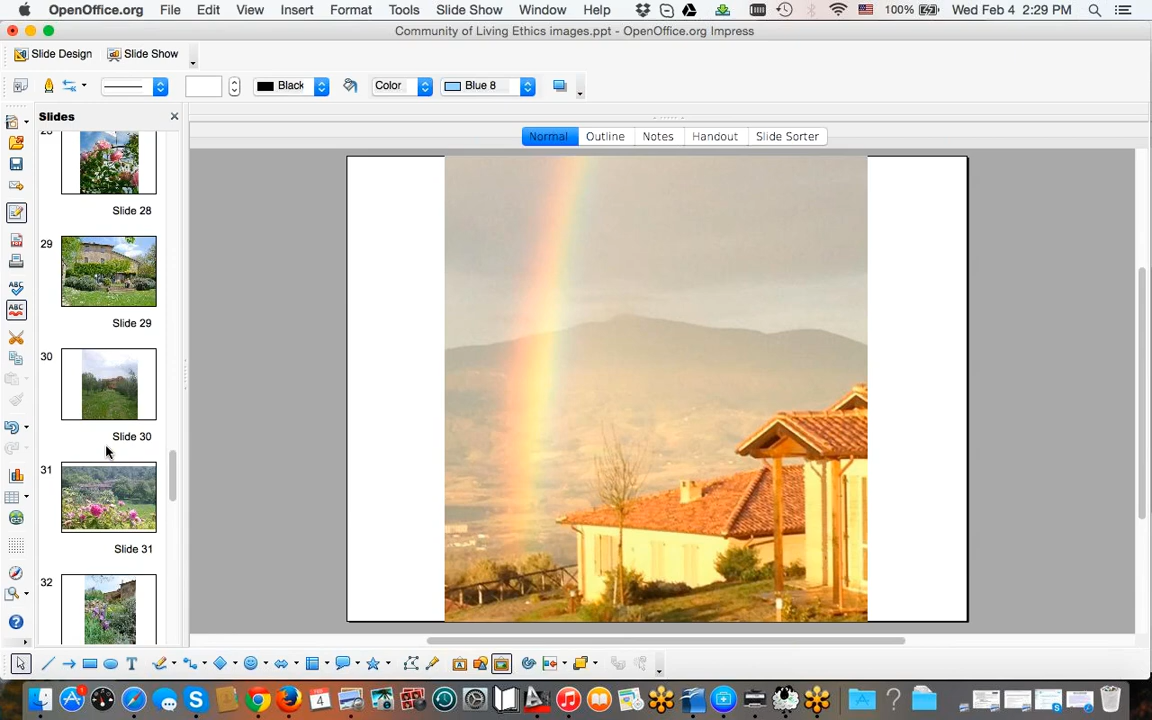 OpenOffice.org File Edit View Insert Format Tools Slide Show Window Help 100% Wed Feb 4 2:29 PM
Community of Living Ethics images.ppt - OpenOffice.org Impress
Slide Design Slide Show
Black Color Blue 8
Slides
Normal Outline Notes Handout Slide Sorter
Slide 28
29
Slide 29
30
Slide 30
31
Slide 31
32